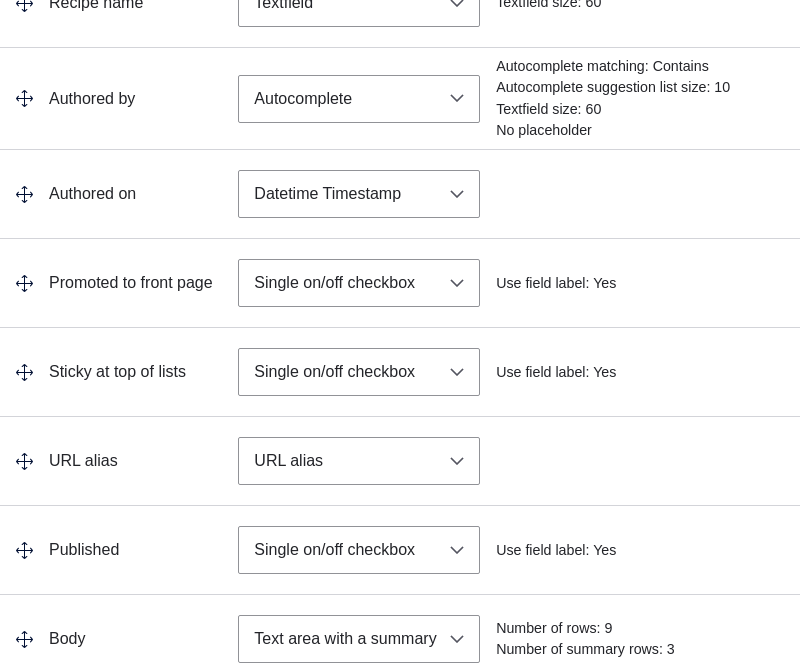 Recipe name
Textfield
Textfield size: 60
Authored by
Autocomplete
Autocomplete matching: Contains
Autocomplete suggestion list size: 10
Textfield size: 60
No placeholder
Authored on
Datetime Timestamp
Promoted to front page
Single on/off checkbox
Use field label: Yes
Sticky at top of lists
Single on/off checkbox
Use field label: Yes
URL alias
URL alias
Published
Single on/off checkbox
Use field label: Yes
Body
Text area with a summary
Number of rows: 9
Number of summary rows: 3